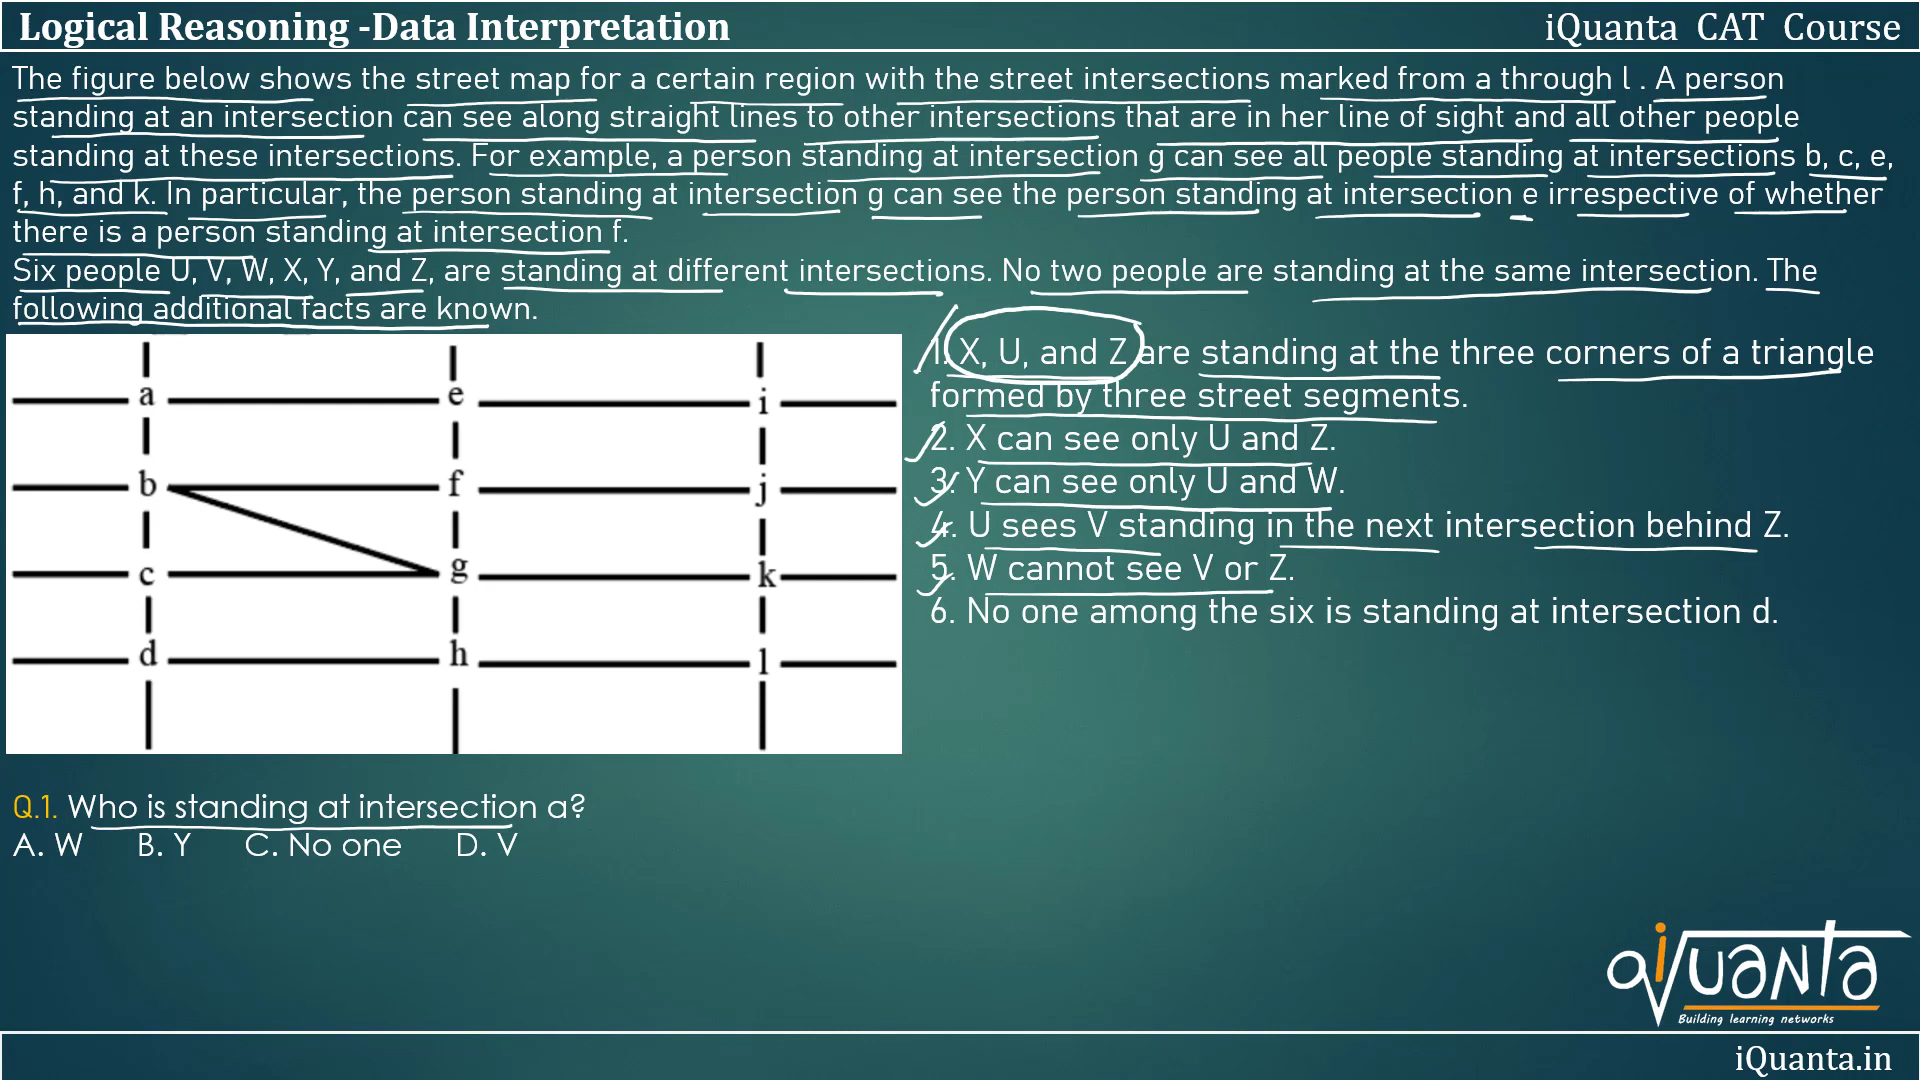 Logical Reasoning -Data Interpretation
iQuanta CAT Course
The figure below shows the street map for a certain region with the street intersections marked from a through l . A person
standing at an intersection can see along straight lines to other intersections that are in her line of sight and all other people
standing at these intersections. For example, a person standing at intersection g can see all people standing at intersections b, c, e,
f, h, and k. In particular, the person standing at intersection g can see the person standing at intersection e irrespective of whether
there is a person standing at intersection f.
Six people U, V, W, X, Y, and Z, are standing at different intersections. No two people are standing at the same intersection. The
following additional facts are known.
a e i
b f j
c g k
d h l
1. X, U, and Z are standing at the three corners of a triangle
formed by three street segments.
2. X can see only U and Z.
3. Y can see only U and W.
4. U sees V standing in the next intersection behind Z.
5. W cannot see V or Z.
6. No one among the six is standing at intersection d.
Q.1. Who is standing at intersection a?
A. W B. Y C. No one D. V
iQuanta
Building learning networks
iQuanta.in